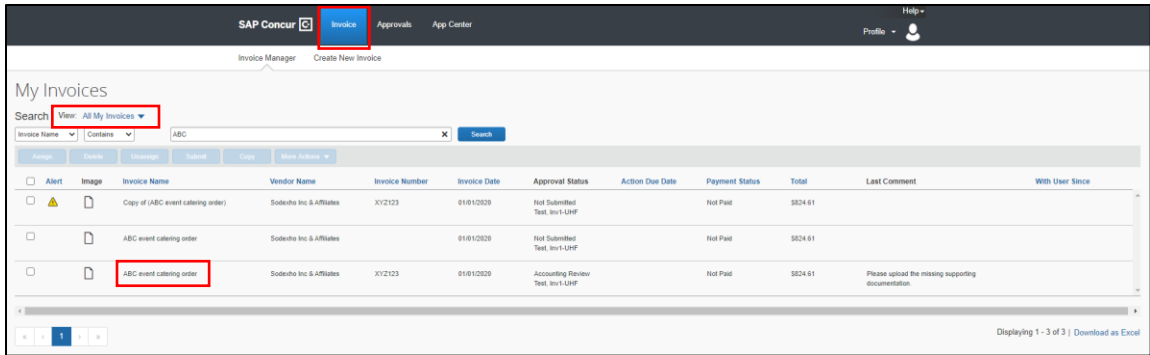 Help
SAP Concur C Invoice Approvals App Center
Profile
Invoice Manager Create New Invoice
My Invoices
Search View: All My Invoices
Invoice Name Contains ABC X Search
Assign Delete Unassign Submit Copy More Actions
Alert Image Invoice Name Vendor Name Invoice Number Invoice Date Approval Status Action Due Date Payment Status Total Last Comment With User Since
Copy of (ABC event catering order) Sodexho Inc & Affiliates XYZ123 01/01/2020 Not Submitted Not Paid $824.61
Test, Inv1-UHF
ABC event catering order Sodexho Inc & Affiliates 01/01/2020 Not Submitted Not Paid $824.61
Test, Inv1-UHF
ABC event catering order Sodexho Inc & Affiliates XYZ123 01/01/2020 Accounting Review Not Paid $824.61 Please upload the missing supporting
Test, Inv1-UHF documentation.
« ‹ 1 › » Displaying 1 - 3 of 3 | Download as Excel